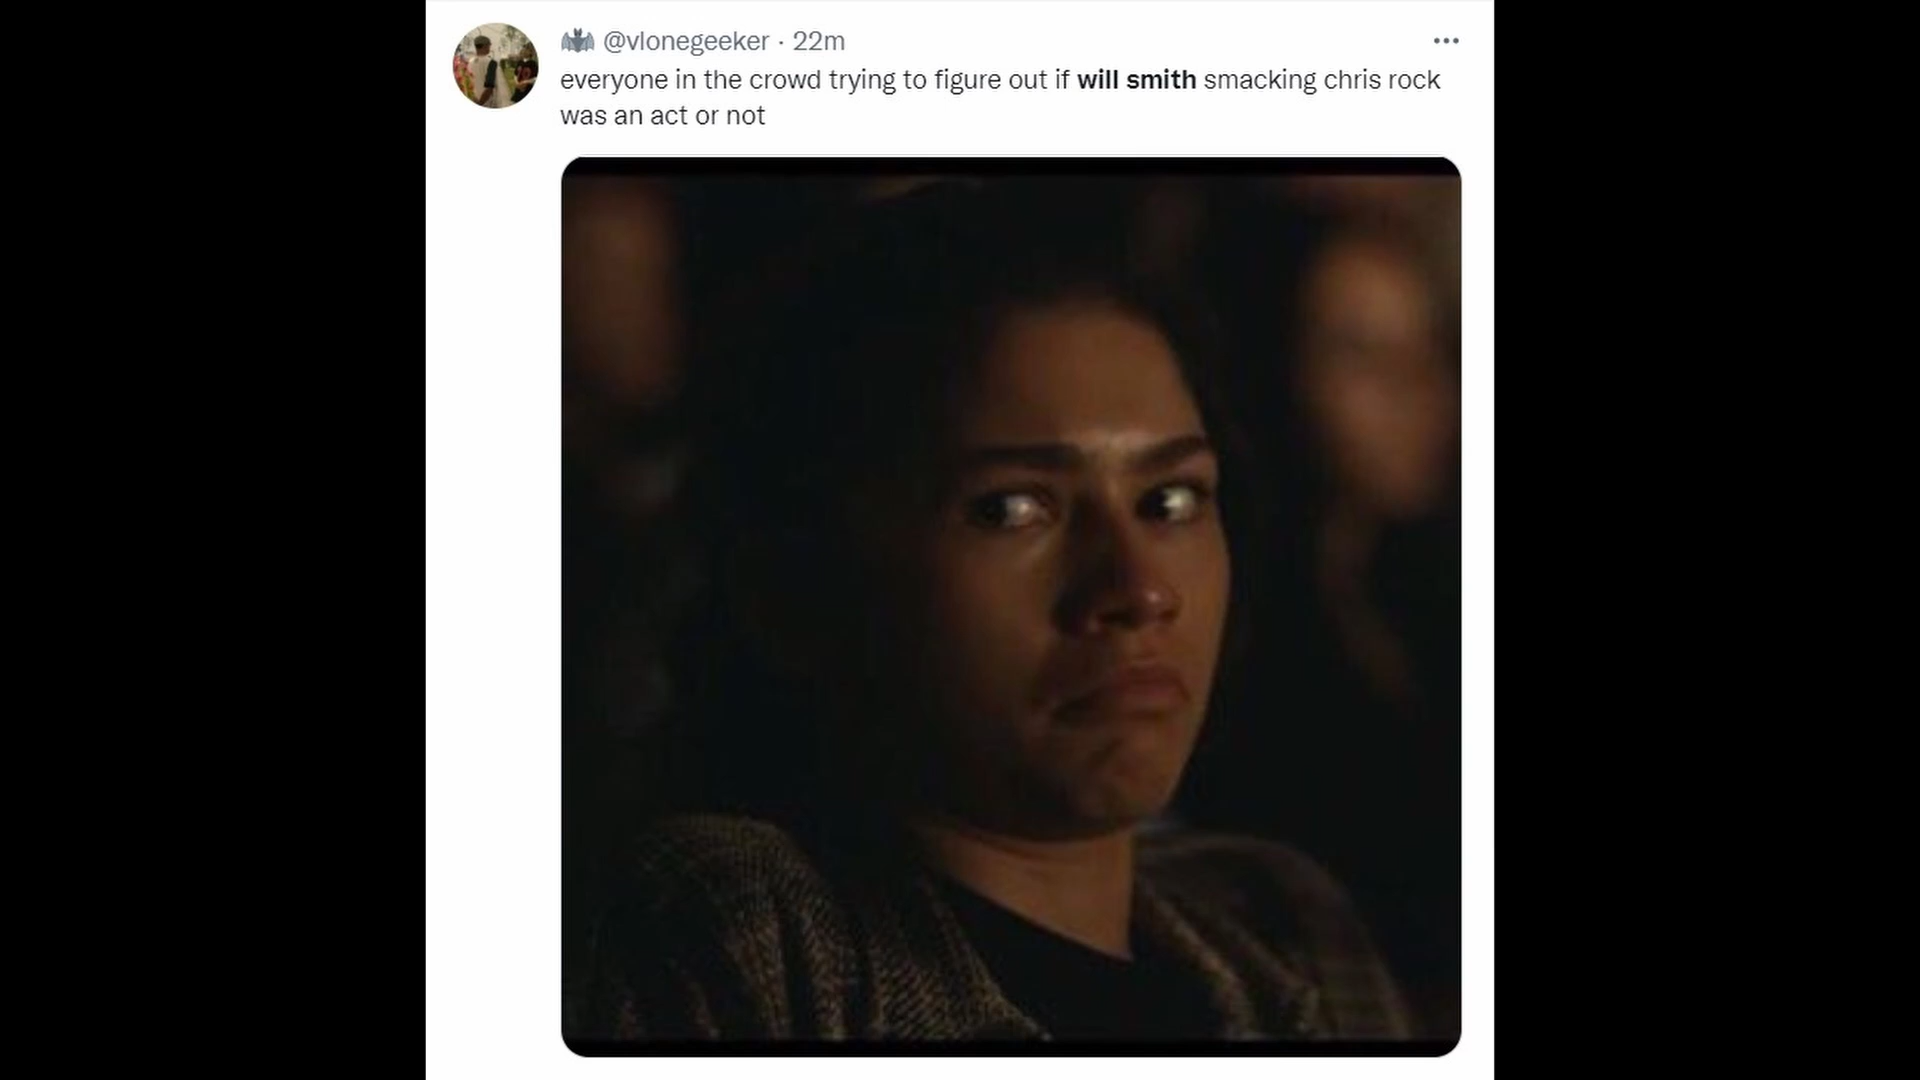 @vlonegeeker · 22m
everyone in the crowd trying to figure out if will smith smacking chris rock
was an act or not